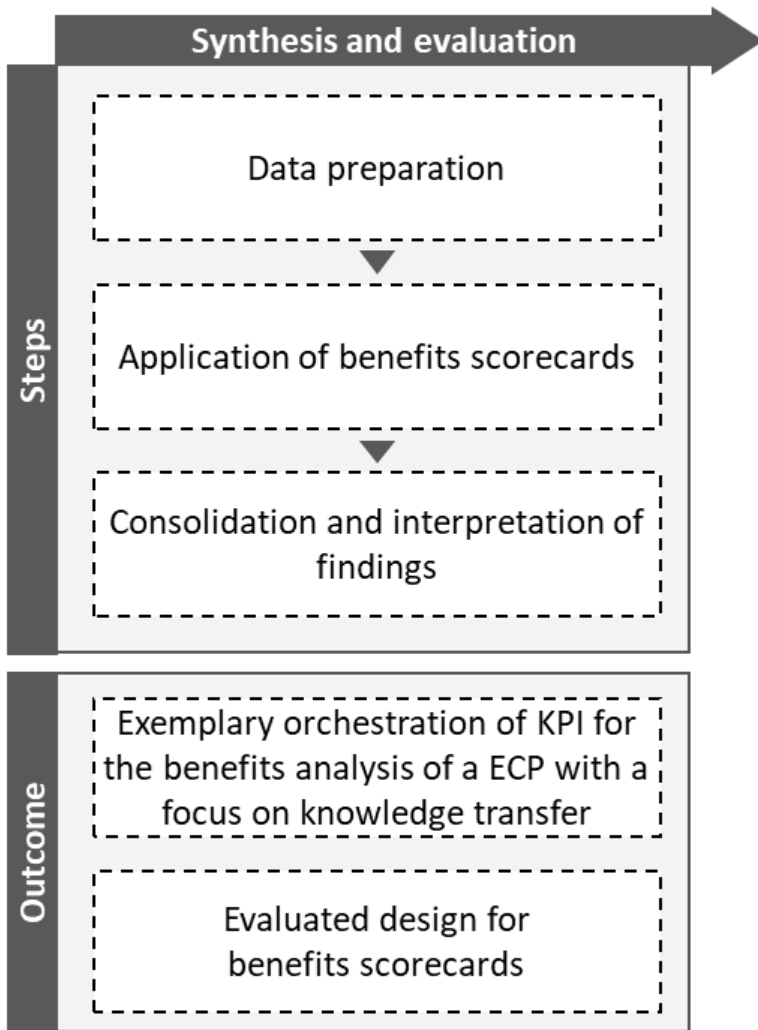 Synthesis and evaluation
Steps
Data preparation
Application of benefits scorecards
Consolidation and interpretation of
findings
Outcome
Exemplary orchestration of KPI for
the benefits analysis of a ECP with a
focus on knowledge transfer
Evaluated design for
benefits scorecards